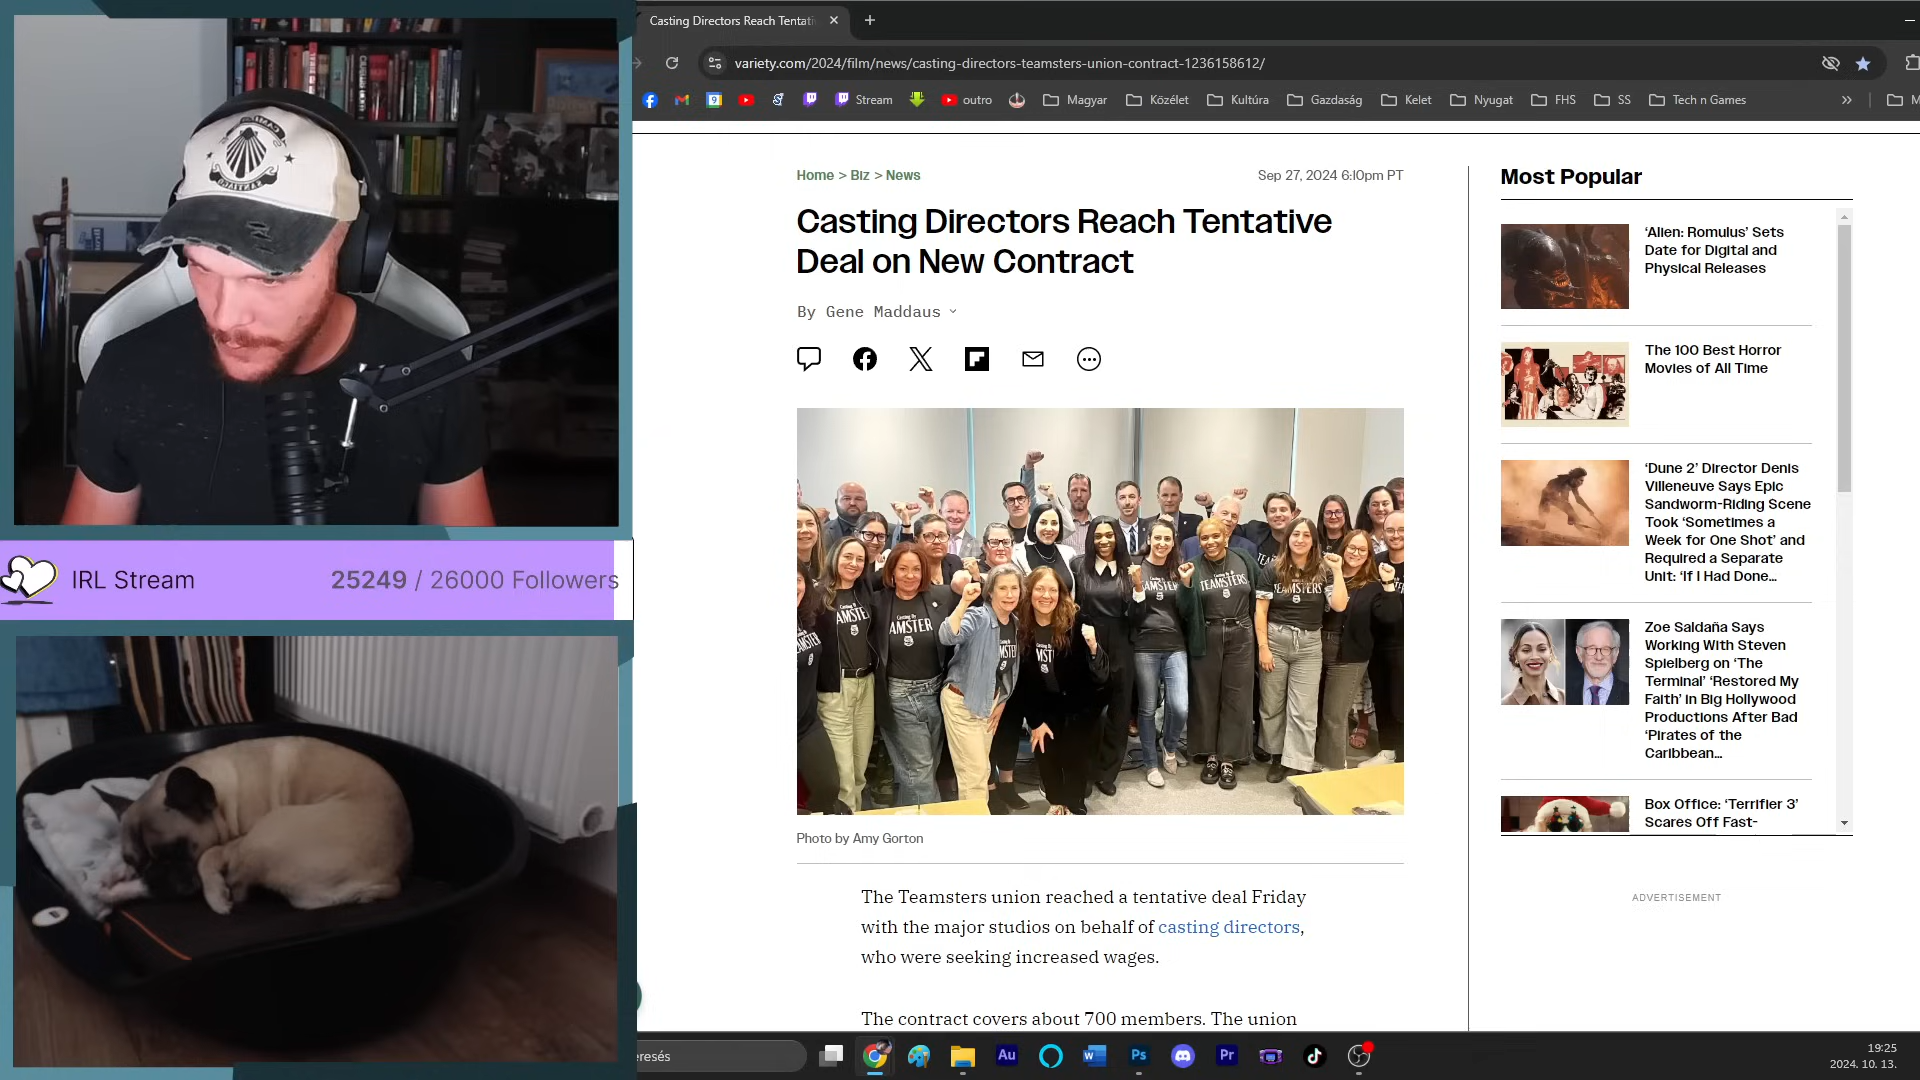 Casting Directors Reach Tentati
variety.com/2024/film/news/casting-directors-teamsters-union-contract-1236158612/
Stream
outro
Magyar
Közélet
Kultúra
Gazdaság
Kelet
Nyugat
FHS
SS
Tech n Games
M
Home > Biz > News
Sep 27, 2024 6:10pm PT
Casting Directors Reach Tentative
Deal on New Contract
By Gene Maddaus
TEAMSTERS
Photo by Amy Gorton
The Teamsters union reached a tentative deal Friday
with the major studios on behalf of casting directors,
who were seeking increased wages.
The contract covers about 700 members. The union
Most Popular
‘Alien: Romulus’ Sets
Date for Digital and
Physical Releases
The 100 Best Horror
Movies of All Time
‘Dune 2’ Director Denis
Villeneuve Says Epic
Sandworm-Riding Scene
Took ‘Sometimes a
Week for One Shot’ and
Required a Separate
Unit: ‘If I Had Done…
Zoe Saldaña Says
Working With Steven
Spielberg on ‘The
Terminal’ ‘Restored My
Faith’ in Big Hollywood
Productions After Bad
‘Pirates of the
Caribbean…
Box Office: ‘Terrifier 3’
Scares Off Fast-
ADVERTISEMENT
IRL Stream
25249 / 26000 Followers
eresés
Au
Ps
Pr
19:25
2024. 10. 13.